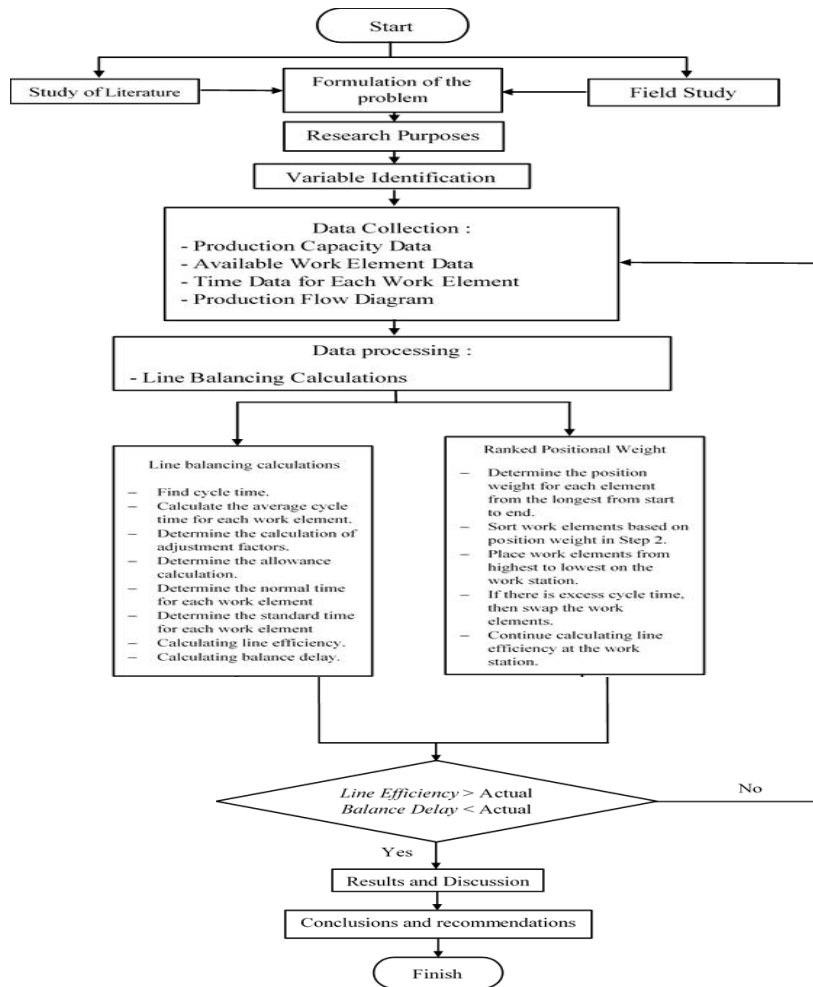 Start
Study of Literature
Formulation of the
problem
Field Study
Research Purposes
Variable Identification
Data Collection :
- Production Capacity Data
- Available Work Element Data
- Time Data for Each Work Element
- Production Flow Diagram
Data processing :
- Line Balancing Calculations
Line balancing calculations
– Find cycle time.
– Calculate the average cycle
time for each work element.
– Determine the calculation of
adjustment factors.
– Determine the allowance
calculation.
– Determine the normal time
for each work element
– Determine the standard time
for each work element
– Calculating line efficiency.
– Calculating balance delay.
Ranked Positional Weight
– Determine the position
weight for each element
from the longest from start
to end.
– Sort work elements based on
position weight in Step 2.
– Place work elements from
highest to lowest on the
work station.
– If there is excess cycle time,
then swap the work
elements.
– Continue calculating line
efficiency at the work
station.
Line Efficiency > Actual
Balance Delay < Actual
No
Yes
Results and Discussion
Conclusions and recommendations
Finish